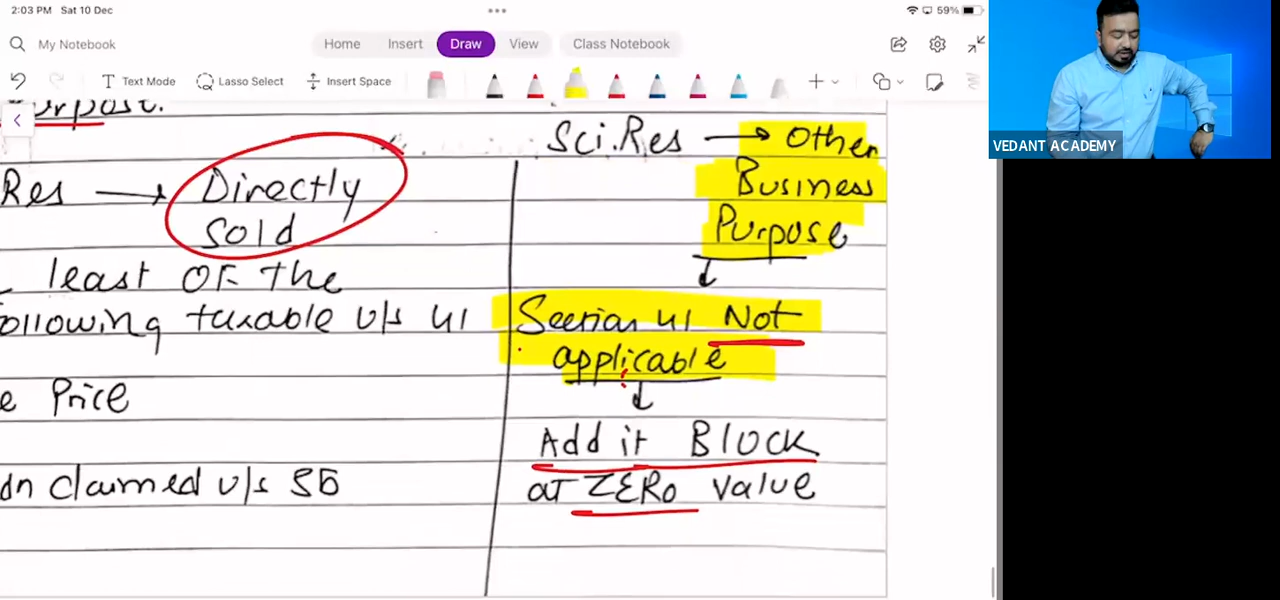 2:03 PM Sat 10 Dec
59%
My Notebook
Home Insert Draw View Class Notebook
Text Mode Lasso Select Insert Space
VEDANT ACADEMY
urpose.
Res → Directly
sold
least OF the
following taxable u/s 41
e Price
dn claimed u/s 35
Sci.Res → Other
Business
Purpose
↓
Section 41 Not
applicable
↓
Add it BLOCK
at ZERO value